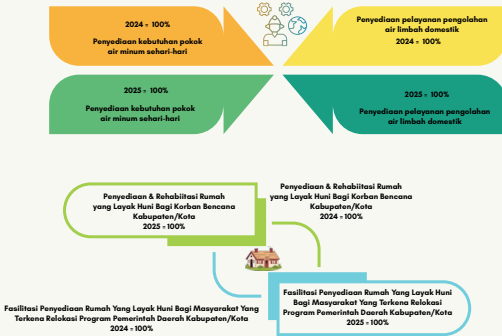 2024 = 100%
Penyediaan kebutuhan pokok
air minum sehari-hari
Penyediaan pelayanan pengolahan
air limbah domestik
2024 = 100%
2025 = 100%
Penyediaan kebutuhan pokok
air minum sehari-hari
2025 = 100%
Penyediaan pelayanan pengolahan
air limbah domestik
Penyediaan & Rehabiitasi Rumah
yang Layak Huni Bagi Korban Bencana
Kabupaten/Kota
2025 = 100%
Penyediaan & Rehabiitasi Rumah
yang Layak Huni Bagi Korban Bencana
Kabupaten/Kota
2024 = 100%
Fasilitasi Penyediaan Rumah Yang Layak Huni Bagi Masyarakat Yang
Terkena Relokasi Program Pemerintah Daerah Kabupaten/Kota
2024 = 100%
Fasilitasi Penyediaan Rumah Yang Layak Huni
Bagi Masyarakat Yang Terkena Relokasi
Program Pemerintah Daerah Kabupaten/Kota
2025 = 100%